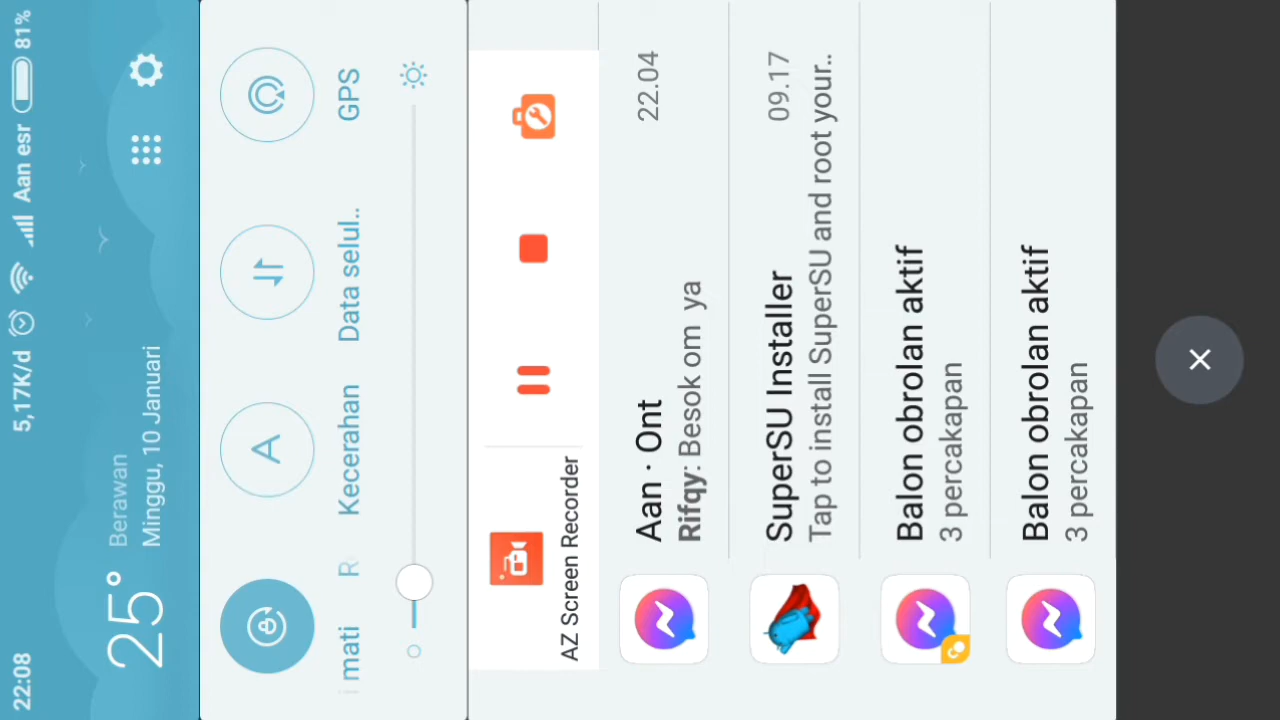 22:08
5,17K/d
Aan esr
81%
25°
Berawan
Minggu, 10 Januari
mati
R
Kecerahan
Data selul..
GPS
AZ Screen Recorder
Aan · Ont
22.04
Rifqy: Besok om ya
SuperSU Installer
09.17
Tap to install SuperSU and root your..
Balon obrolan aktif
3 percakapan
Balon obrolan aktif
3 percakapan